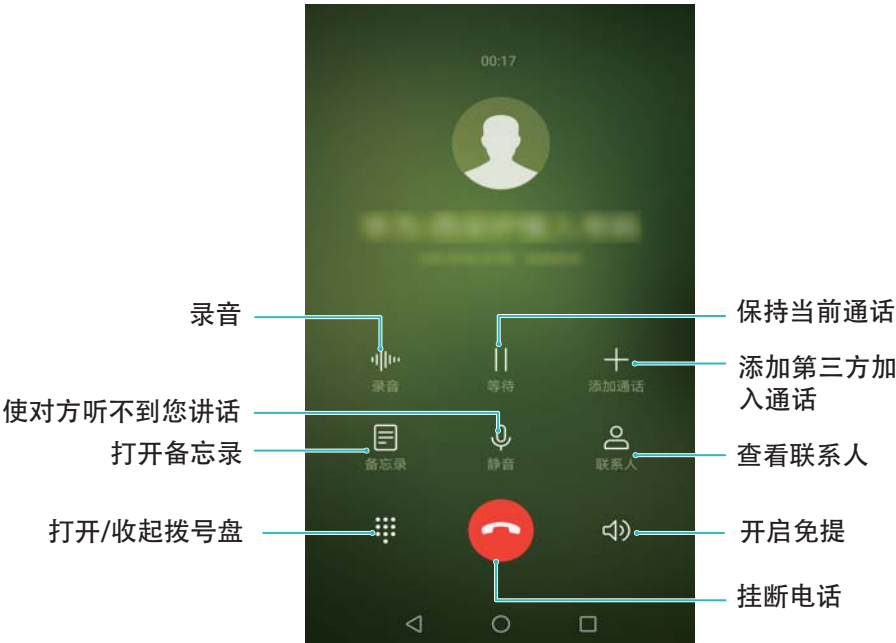 00:17
录音
保持当前通话
添加第三方加
入通话
录音
等待
添加通话
使对方听不到您讲话
打开备忘录
备忘录
静音
联系人
查看联系人
打开/收起拨号盘
开启免提
挂断电话